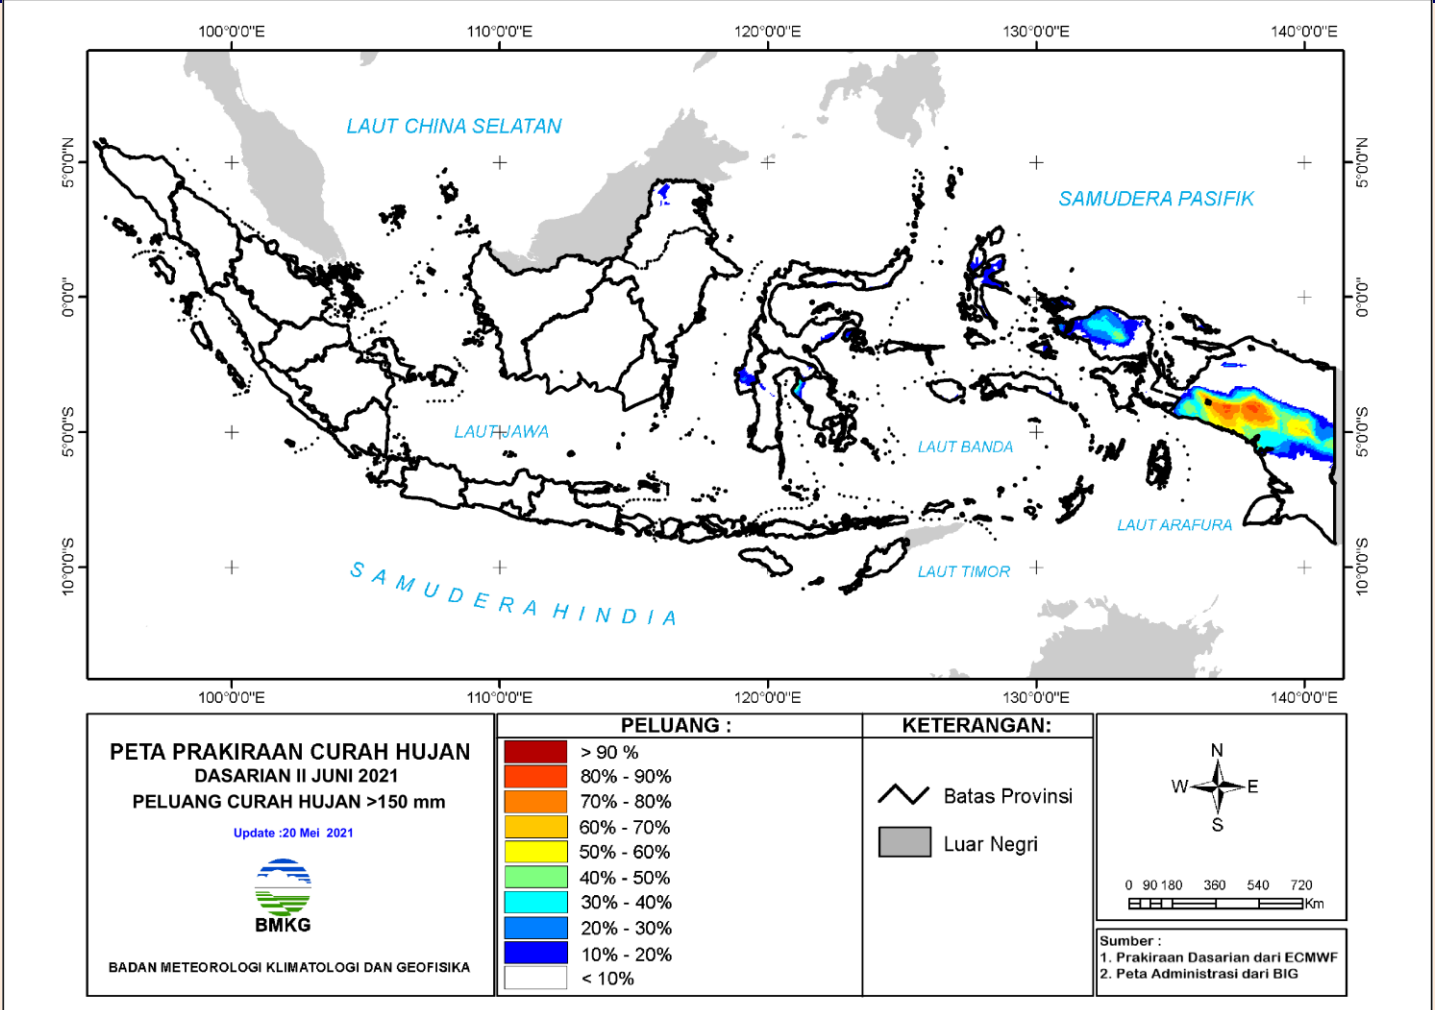 100°0'0"E 110°0'0"E 120°0'0"E 130°0'0"E 140°0'0"E
LAUT CHINA SELATAN
5°0'0"N 5°0'0"N
SAMUDERA PASIFIK
0°0'0" 0°0'0"
LAUT JAWA
5°0'0"S 5°0'0"S
LAUT BANDA
LAUT ARAFURA
10°0'0"S 10°0'0"S
LAUT TIMOR
SAMUDERA HINDIA
100°0'0"E 110°0'0"E 120°0'0"E 130°0'0"E 140°0'0"E
PETA PRAKIRAAN CURAH HUJAN
DASARIAN II JUNI 2021
PELUANG CURAH HUJAN >150 mm
Update :20 Mei 2021
BMKG
BADAN METEOROLOGI KLIMATOLOGI DAN GEOFISIKA
PELUANG :
> 90 %
80% - 90%
70% - 80%
60% - 70%
50% - 60%
40% - 50%
30% - 40%
20% - 30%
10% - 20%
< 10%
KETERANGAN:
Batas Provinsi
Luar Negri
N
W E
S
0 90 180 360 540 720
Km
Sumber :
1. Prakiraan Dasarian dari ECMWF
2. Peta Administrasi dari BIG